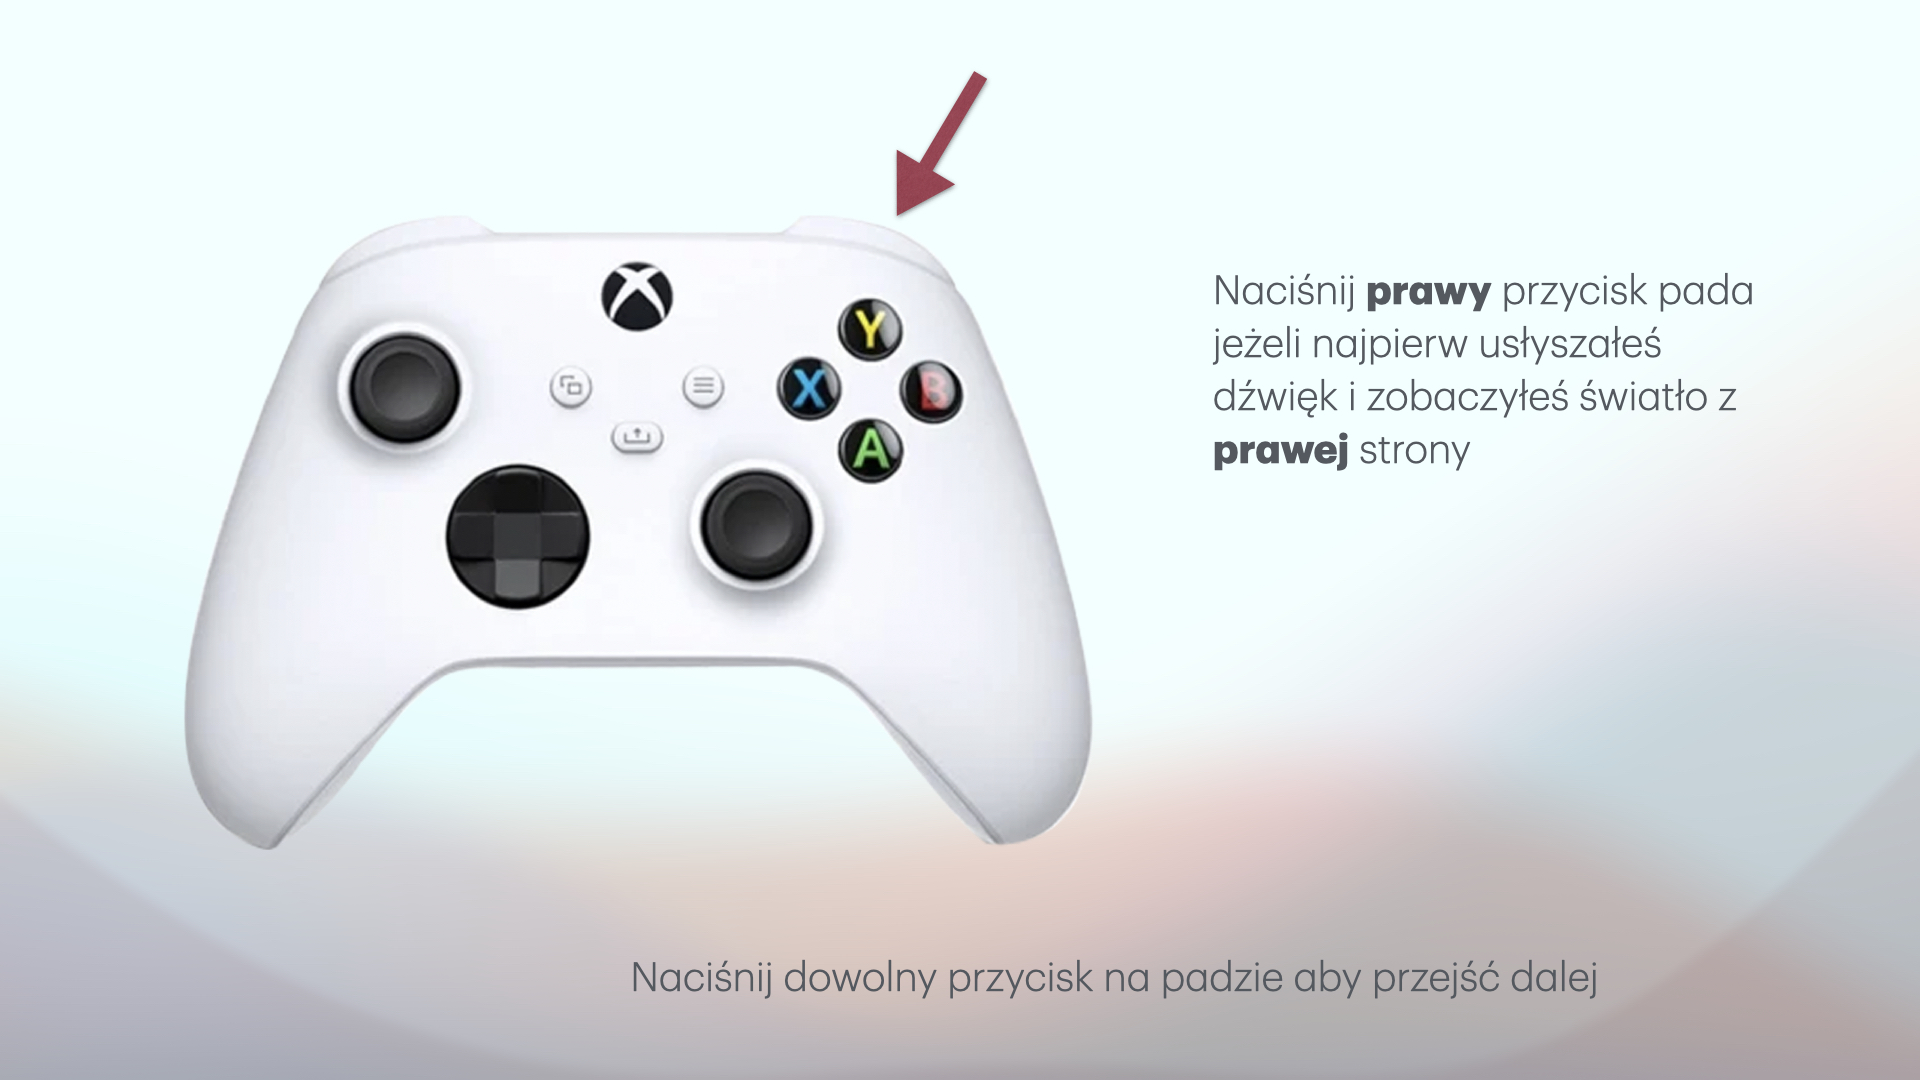 Y
X
B
A
Naciśnij prawy przycisk pada
jeżeli najpierw usłyszałeś
dźwięk i zobaczyłeś światło z
prawej strony
Naciśnij dowolny przycisk na padzie aby przejść dalej